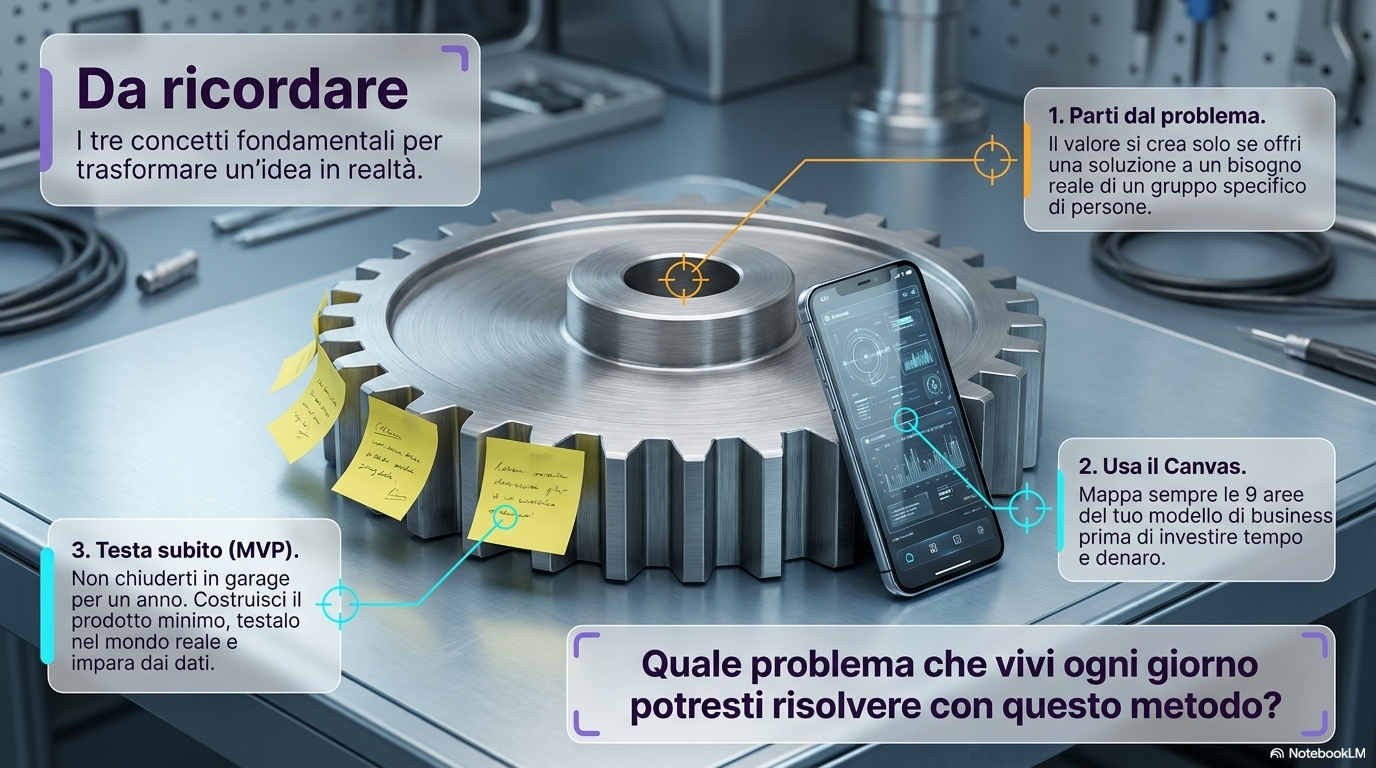 Da ricordare
I tre concetti fondamentali per
trasformare un’idea in realtà.
1. Parti dal problema.
Il valore si crea solo se offri
una soluzione a un bisogno
reale di un gruppo specifico
di persone.
2. Usa il Canvas.
Mappa sempre le 9 aree
del tuo modello di business
prima di investire tempo
e denaro.
3. Testa subito (MVP).
Non chiuderti in garage
per un anno. Costruisci il
prodotto minimo, testalo
nel mondo reale e
impara dai dati.
Quale problema che vivi ogni giorno
potresti risolvere con questo metodo?
NotebookLM